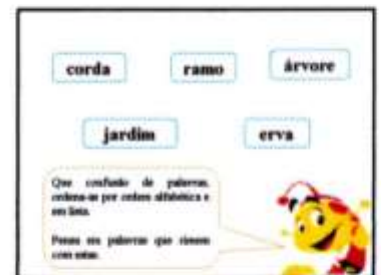 corda ramo árvore
jardim erva
Que confusão de palavras,
ordena-as por ordem alfabética e
em lista.
Pensa em palavras que rimem
com estas.